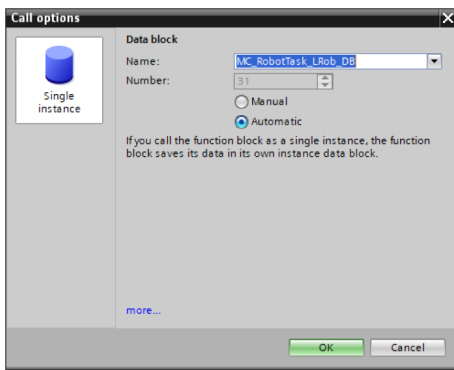 Call options
Single
instance
Data block
Name:
MC_RobotTask_LRob_DB
Number:
31
Manual
Automatic
If you call the function block as a single instance, the function
block saves its data in its own instance data block.
more...
OK
Cancel